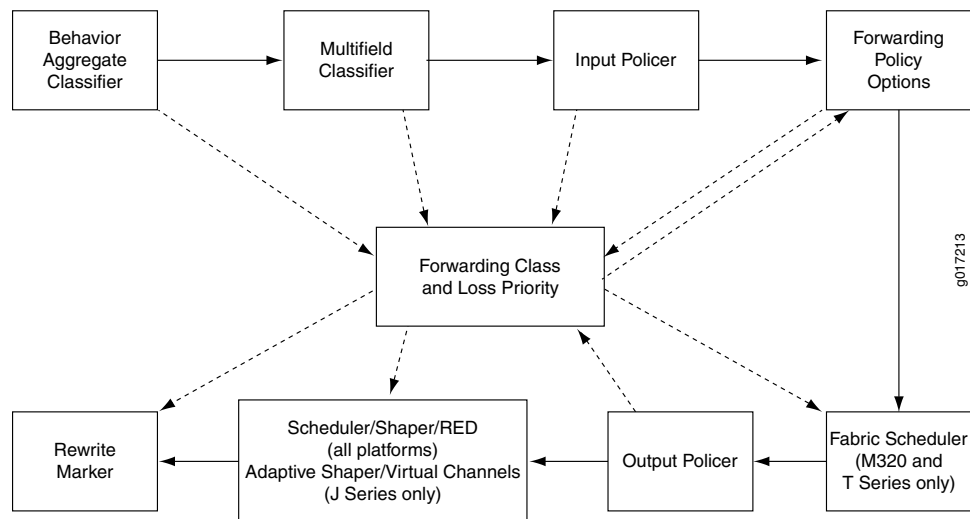 Behavior
Aggregate
Classifier
Multifield
Classifier
Input Policer
Forwarding
Policy
Options
Forwarding Class
and Loss Priority
g017213
Rewrite
Marker
Scheduler/Shaper/RED
(all platforms)
Adaptive Shaper/Virtual Channels
(J Series only)
Output Policer
Fabric Scheduler
(M320 and
T Series only)